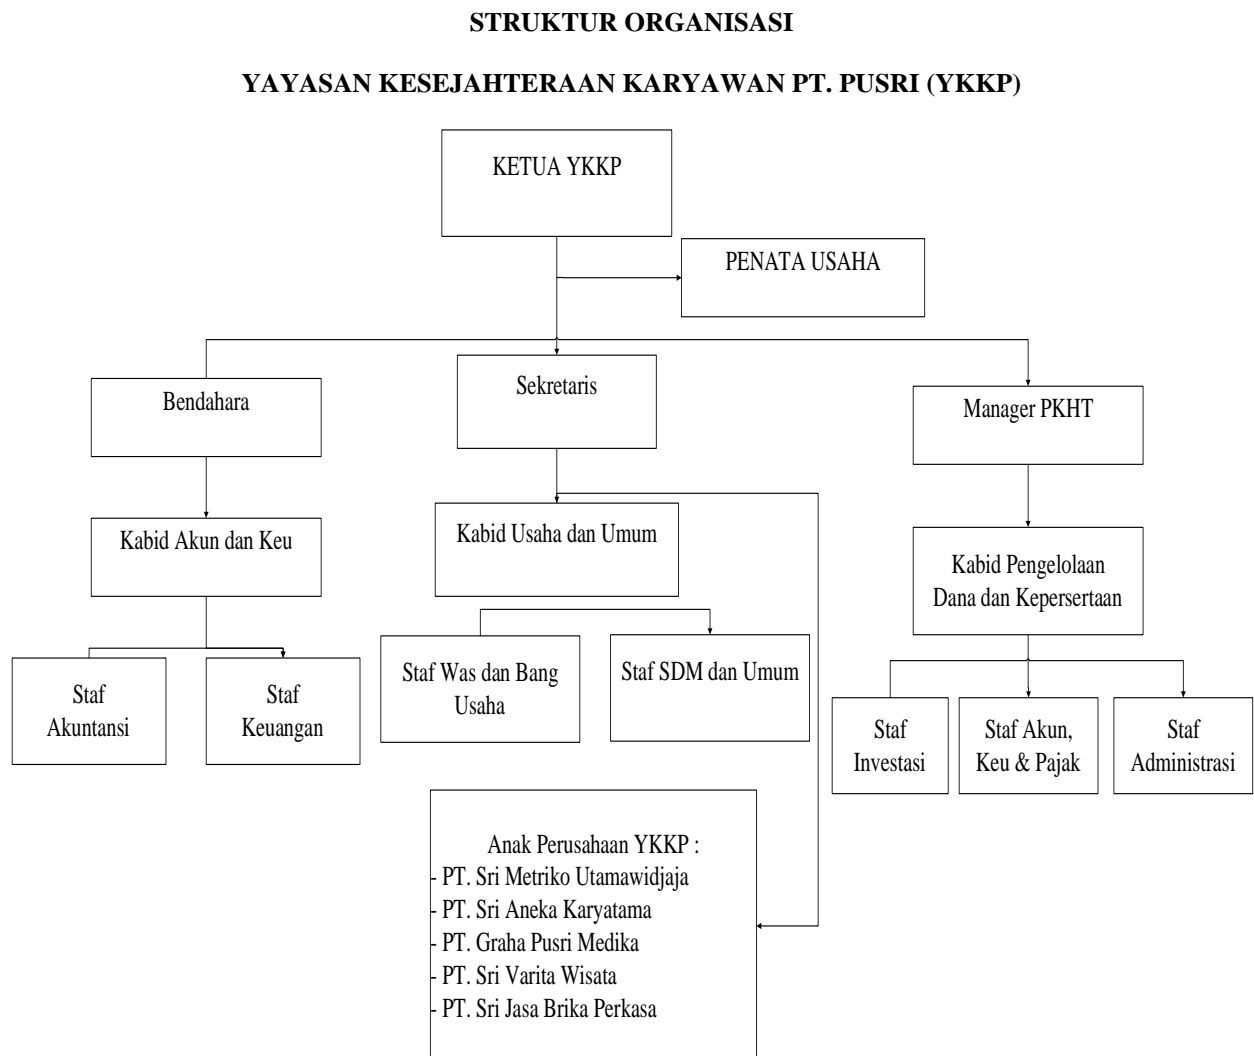 STRUKTUR ORGANISASI
YAYASAN KESEJAHTERAAN KARYAWAN PT. PUSRI (YKKP)
KETUA YKKP
PENATA USAHA
Bendahara
Sekretaris
Manager PKHT
Kabid Akun dan Keu
Kabid Usaha dan Umum
Kabid Pengelolaan
Dana dan Kepersertaan
Staf
Akuntansi
Staf
Keuangan
Staf Was dan Bang
Usaha
Staf SDM dan Umum
Staf
Investasi
Staf Akun,
Keu & Pajak
Staf
Administrasi
Anak Perusahaan YKKP :
- PT. Sri Metriko Utamawidjaja
- PT. Sri Aneka Karyatama
- PT. Graha Pusri Medika
- PT. Sri Varita Wisata
- PT. Sri Jasa Brika Perkasa